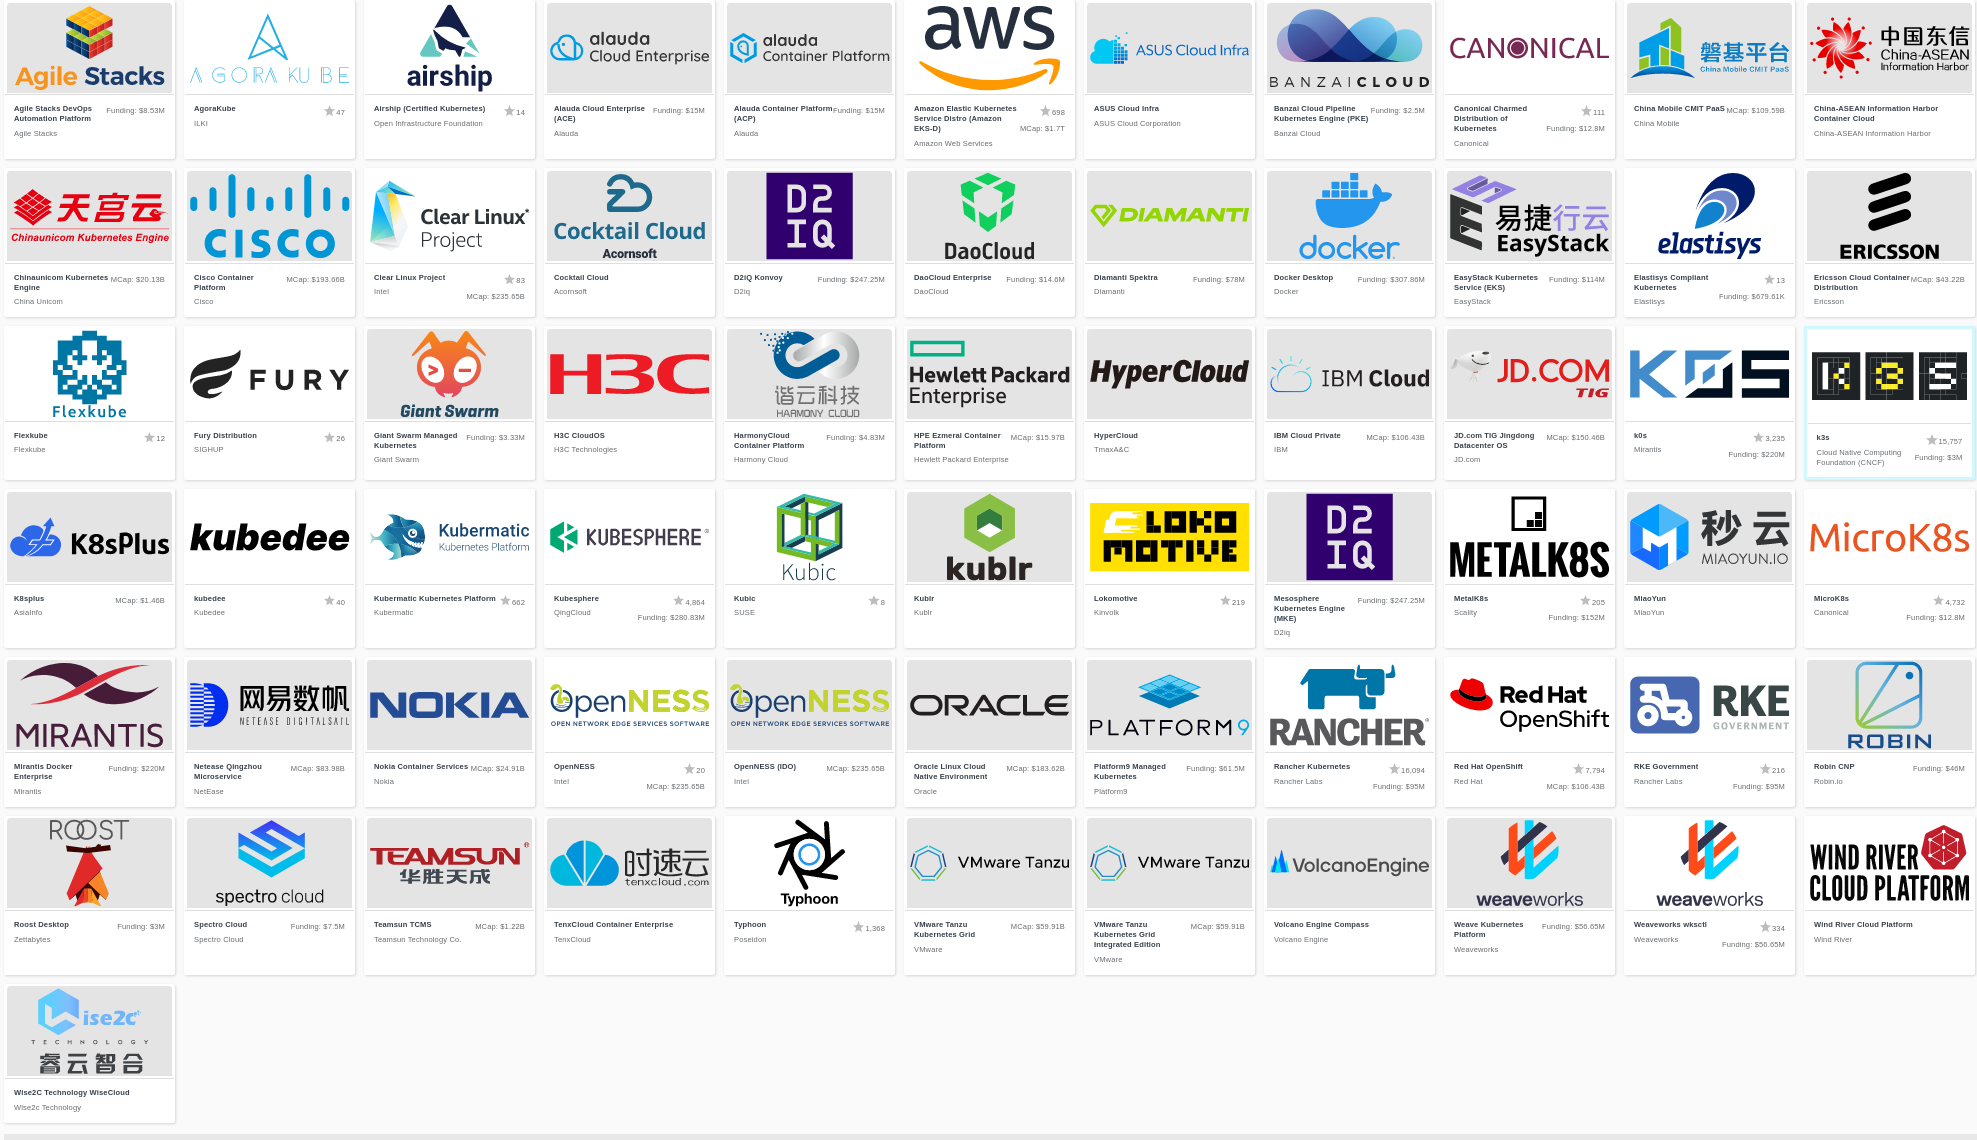 Agile Stacks
Agile Stacks DevOps
Automation Platform
Funding: $8.53M
Agile Stacks
AGORA KUBE
AgoraKube
47
ILKI
airship
Airship (Certified Kubernetes)
14
Open Infrastructure Foundation
alauda
Cloud Enterprise
Alauda Cloud Enterprise
(ACE)
Funding: $15M
Alauda
alauda
Container Platform
Alauda Container Platform
(ACP)
Funding: $15M
Alauda
aws
Amazon Elastic Kubernetes
Service Distro (Amazon
EKS-D)
698
MCap: $1.7T
Amazon Web Services
ASUS Cloud Infra
ASUS Cloud Infra
ASUS Cloud Corporation
BANZAICLOUD
Banzai Cloud Pipeline
Kubernetes Engine (PKE)
Funding: $2.5M
Banzai Cloud
CANONICAL
Canonical Charmed
Distribution of
Kubernetes
111
Funding: $12.8M
Canonical
磐基平台
China Mobile CMIT PaaS
China Mobile CMIT PaaS
MCap: $109.59B
China Mobile
中国东信
China-ASEAN
Information Harbor
China-ASEAN Information Harbor
Container Cloud
China-ASEAN Information Harbor
天宫云
Chinaunicom Kubernetes Engine
Chinaunicom Kubernetes
Engine
MCap: $20.13B
China Unicom
CISCO
Cisco Container
Platform
MCap: $193.66B
Cisco
Clear Linux*
Project
Clear Linux Project
83
MCap: $235.65B
Intel
Cocktail Cloud
Acornsoft
Cocktail Cloud
Acornsoft
D2
IQ
D2iQ Konvoy
Funding: $247.25M
D2iq
DaoCloud
DaoCloud Enterprise
Funding: $14.6M
DaoCloud
DIAMANTI
Diamanti Spektra
Funding: $78M
Diamanti
docker
Docker Desktop
Funding: $307.86M
Docker
易捷行云
EasyStack
EasyStack Kubernetes
Service (EKS)
Funding: $114M
EasyStack
elastisys
Elastisys Compliant
Kubernetes
13
Funding: $679.61K
Elastisys
ERICSSON
Ericsson Cloud Container
Distribution
MCap: $43.22B
Ericsson
Flexkube
Flexkube
12
Flexkube
FURY
Fury Distribution
26
SIGHUP
Giant Swarm
Giant Swarm Managed
Kubernetes
Funding: $3.33M
Giant Swarm
H3C
H3C CloudOS
H3C Technologies
谐云科技
HARMONY CLOUD
HarmonyCloud
Container Platform
Funding: $4.83M
Harmony Cloud
Hewlett Packard
Enterprise
HPE Ezmeral Container
Platform
MCap: $15.97B
Hewlett Packard Enterprise
HyperCloud
HyperCloud
TmaxA&C
IBM Cloud
IBM Cloud Private
MCap: $106.43B
IBM
JD.COM
TIG
JD.com TIG Jingdong
Datacenter OS
MCap: $150.46B
JD.com
K0S
k0s
3,235
Funding: $220M
Mirantis
K3S
k3s
15,757
Funding: $3M
Cloud Native Computing
Foundation (CNCF)
K8sPlus
K8splus
MCap: $1.46B
AsiaInfo
kubedee
kubedee
40
Kubedee
Kubermatic
Kubernetes Platform
Kubermatic Kubernetes Platform
662
Kubermatic
KUBESPHERE®
Kubesphere
4,864
Funding: $280.83M
QingCloud
Kubic
Kubic
8
SUSE
kublr
Kublr
Kublr
LOKO
MOTIVE
Lokomotive
219
Kinvolk
D2
IQ
Mesosphere
Kubernetes Engine
(MKE)
Funding: $247.25M
D2iq
METALK8S
MetalK8s
205
Funding: $152M
Scality
秒云
MIAOYUN.IO
MiaoYun
MiaoYun
MicroK8s
MicroK8s
4,732
Funding: $12.8M
Canonical
MIRANTIS
Mirantis Docker
Enterprise
Funding: $220M
Mirantis
网易数帆
NETEASE DIGITALSAIL
Netease Qingzhou
Microservice
MCap: $83.98B
NetEase
NOKIA
Nokia Container Services
MCap: $24.91B
Nokia
OpenNESS
OPEN NETWORK EDGE SERVICES SOFTWARE
OpenNESS
20
MCap: $235.65B
Intel
OpenNESS
OPEN NETWORK EDGE SERVICES SOFTWARE
OpenNESS (IDO)
MCap: $235.65B
Intel
ORACLE
Oracle Linux Cloud
Native Environment
MCap: $183.62B
Oracle
PLATFORM9
Platform9 Managed
Kubernetes
Funding: $61.5M
Platform9
RANCHER
Rancher Kubernetes
16,094
Funding: $95M
Rancher Labs
Red Hat
OpenShift
Red Hat OpenShift
7,794
MCap: $106.43B
Red Hat
RKE
GOVERNMENT
RKE Government
216
Funding: $95M
Rancher Labs
ROBIN
Robin CNP
Funding: $46M
Robin.io
ROOST
Roost Desktop
Funding: $3M
Zettabytes
spectro cloud
Spectro Cloud
Funding: $7.5M
Spectro Cloud
TEAMSUN®
华胜天成
Teamsun TCMS
MCap: $1.22B
Teamsun Technology Co.
时速云
tenxcloud.com
TenxCloud Container Enterprise
TenxCloud
Typhoon
Typhoon
1,368
Poseidon
VMware Tanzu
VMware Tanzu
Kubernetes Grid
MCap: $59.91B
VMware
VMware Tanzu
VMware Tanzu
Kubernetes Grid
Integrated Edition
MCap: $59.91B
VMware
VolcanoEngine
Volcano Engine Compass
Volcano Engine
weaveworks
Weave Kubernetes
Platform
Funding: $56.65M
Weaveworks
weaveworks
Weaveworks wksctl
334
Funding: $56.65M
Weaveworks
WIND RIVER
CLOUD PLATFORM
Wind River Cloud Platform
Wind River
Wise2c
TECHNOLOGY
睿云智合
Wise2C Technology WiseCloud
Wise2c Technology